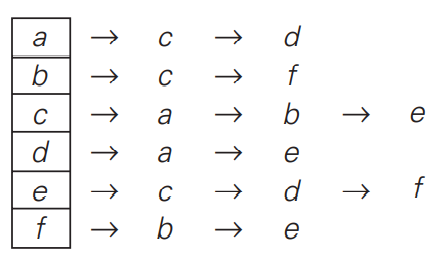 a → c → d
b → c → f
c → a → b → e
d → a → e
e → c → d → f
f → b → e